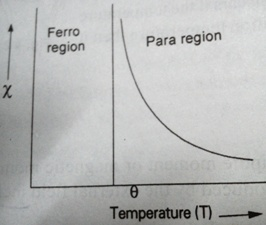 Ferro
region
Para region
χ
θ
Temperature (T)